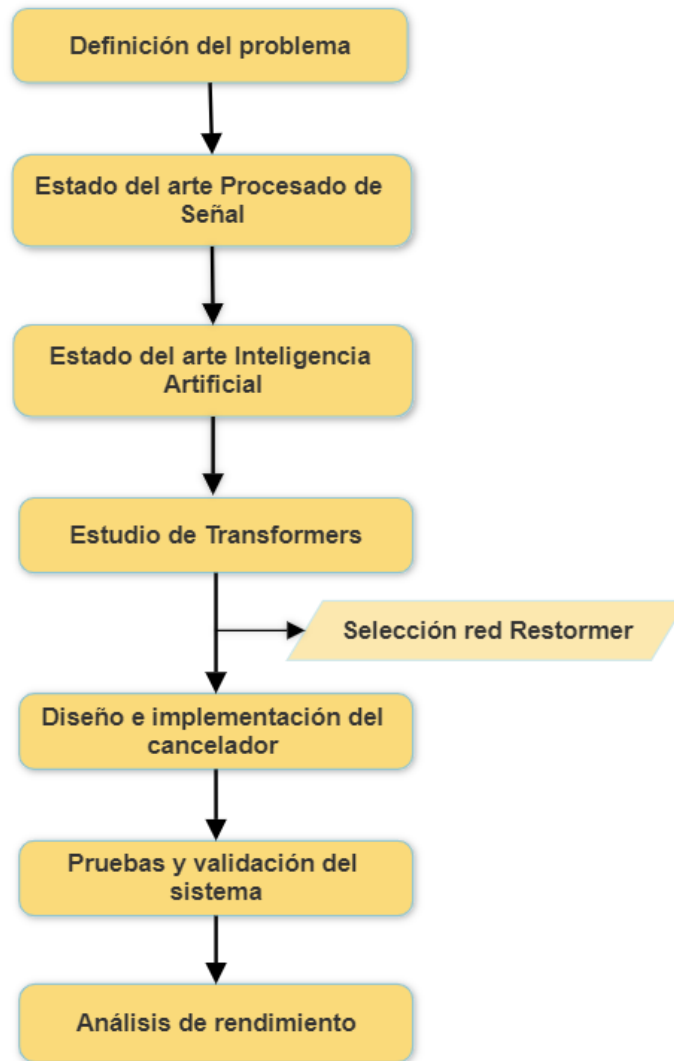 Definición del problema
Estado del arte Procesado de
Señal
Estado del arte Inteligencia
Artificial
Estudio de Transformers
Selección red Restormer
Diseño e implementación del
cancelador
Pruebas y validación del
sistema
Análisis de rendimiento